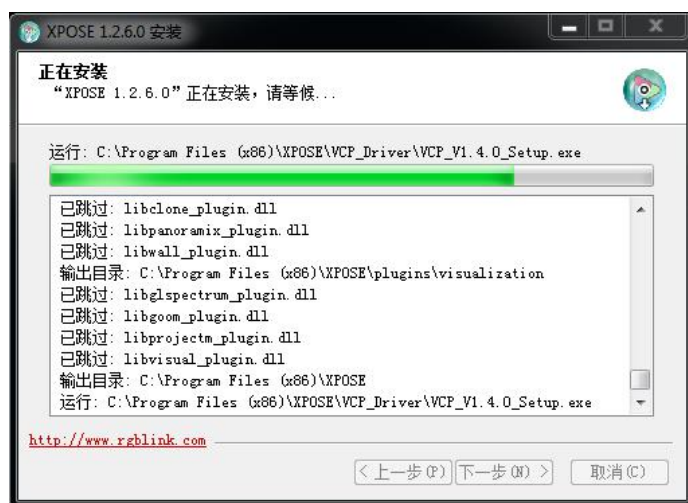 XPOSE 1.2.6.0 安装
正在安装
“XPOSE 1.2.6.0”正在安装，请等候...
运行: C:\Program Files (x86)\XPOSE\VCP_Driver\VCP_V1.4.0_Setup.exe
已跳过: libclone_plugin.dll
已跳过: libpanoramix_plugin.dll
已跳过: libwall_plugin.dll
输出目录: C:\Program Files (x86)\XPOSE\plugins\visualization
已跳过: libglspectrum_plugin.dll
已跳过: libgoom_plugin.dll
已跳过: libprojectm_plugin.dll
已跳过: libvisual_plugin.dll
输出目录: C:\Program Files (x86)\XPOSE
运行: C:\Program Files (x86)\XPOSE\VCP_Driver\VCP_V1.4.0_Setup.exe
http://www.rgblink.com
<上一步(P) 下一步(N)> 取消(C)